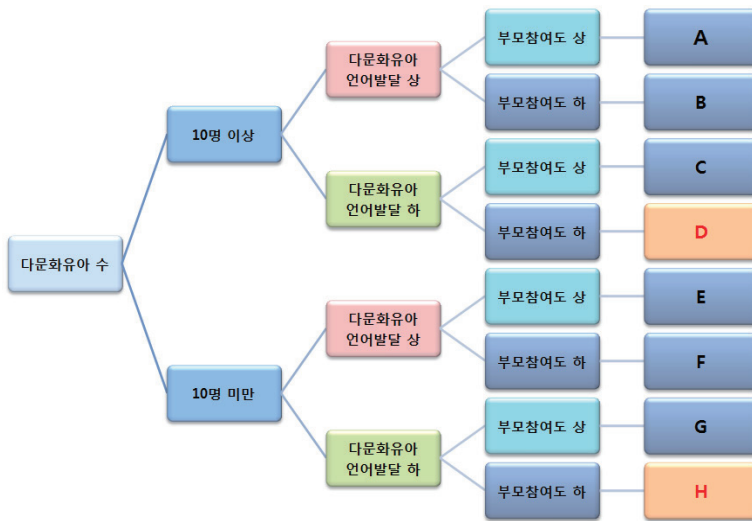 다문화유아 수
10명 이상
다문화유아
언어발달 상
부모참여도 상
A
부모참여도 하
B
다문화유아
언어발달 하
부모참여도 상
C
부모참여도 하
D
10명 미만
다문화유아
언어발달 상
부모참여도 상
E
부모참여도 하
F
다문화유아
언어발달 하
부모참여도 상
G
부모참여도 하
H